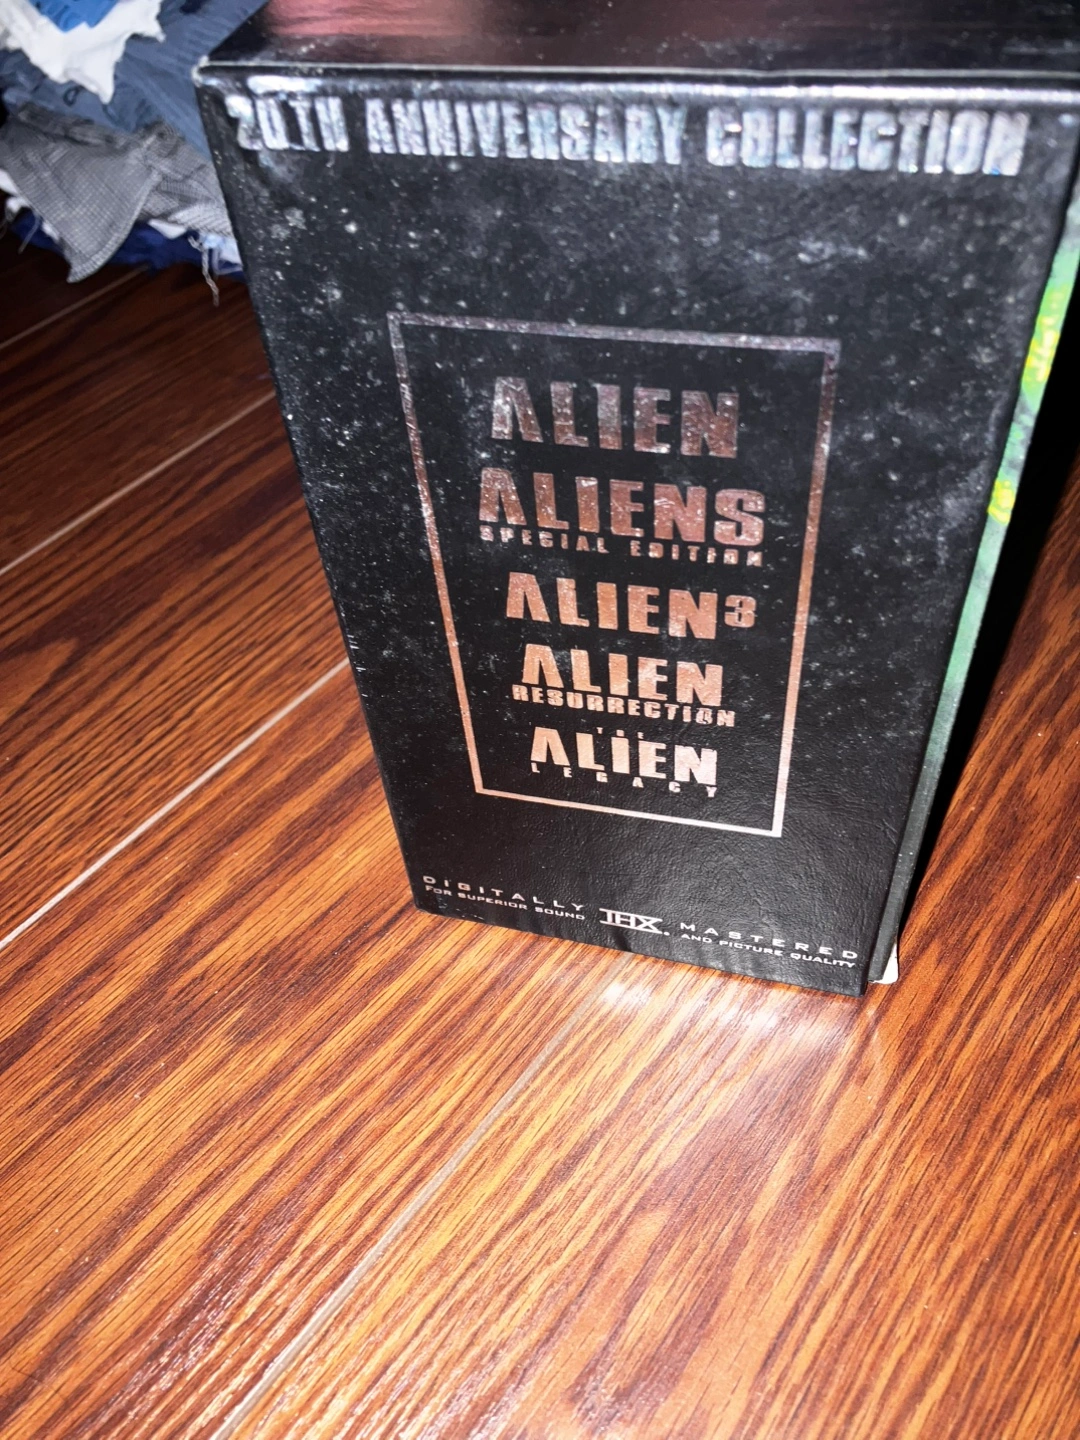 20TH ANNIVERSARY COLLECTION
ALIEN
ALIENS
SPECIAL EDITION
ALIEN³
ALIEN
RESURRECTION
THE
ALIEN
LEGACY
DIGITALLY THX. MASTERED
FOR SUPERIOR SOUND AND PICTURE QUALITY